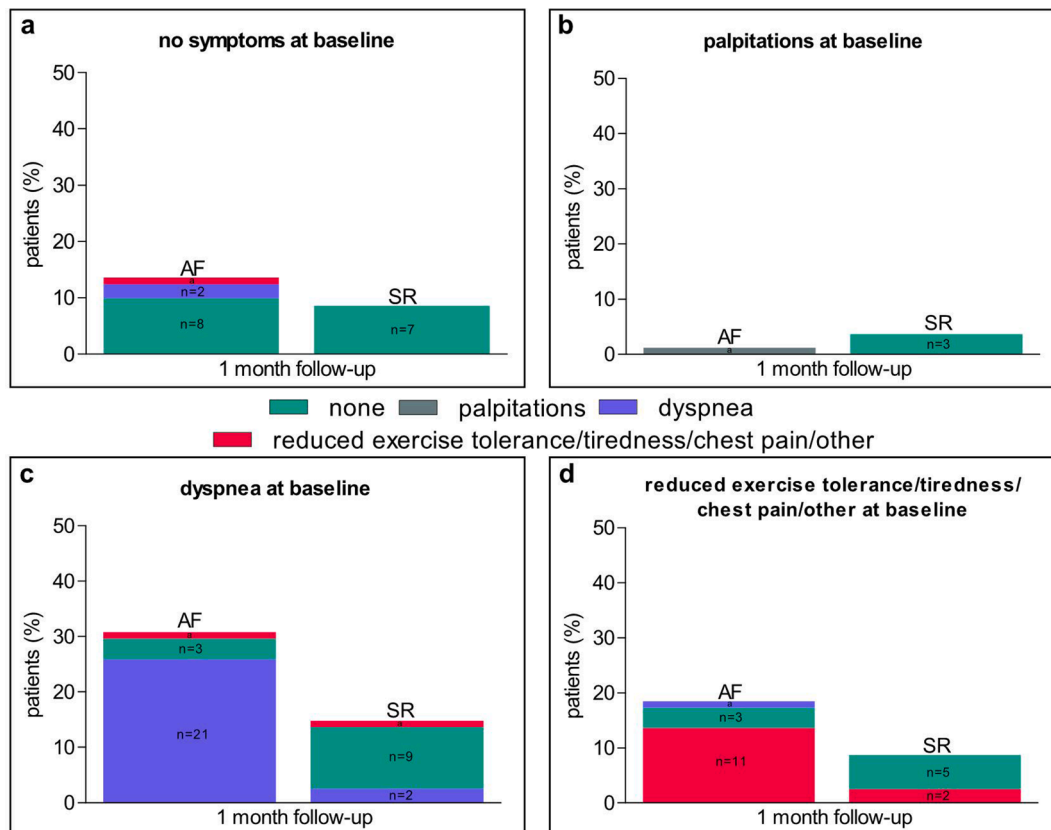 a
no symptoms at baseline
patients (%)
50
40
30
20
10
0
AF
a
n=2
n=8
SR
n=7
1 month follow-up
b
palpitations at baseline
patients (%)
50
40
30
20
10
0
AF
a
SR
n=3
1 month follow-up
none palpitations dyspnea
reduced exercise tolerance/tiredness/chest pain/other
c
dyspnea at baseline
patients (%)
50
40
30
20
10
0
AF
a
n=3
n=21
SR
a
n=9
n=2
1 month follow-up
d
reduced exercise tolerance/tiredness/
chest pain/other at baseline
patients (%)
50
40
30
20
10
0
AF
a
n=3
n=11
SR
n=5
n=2
1 month follow-up